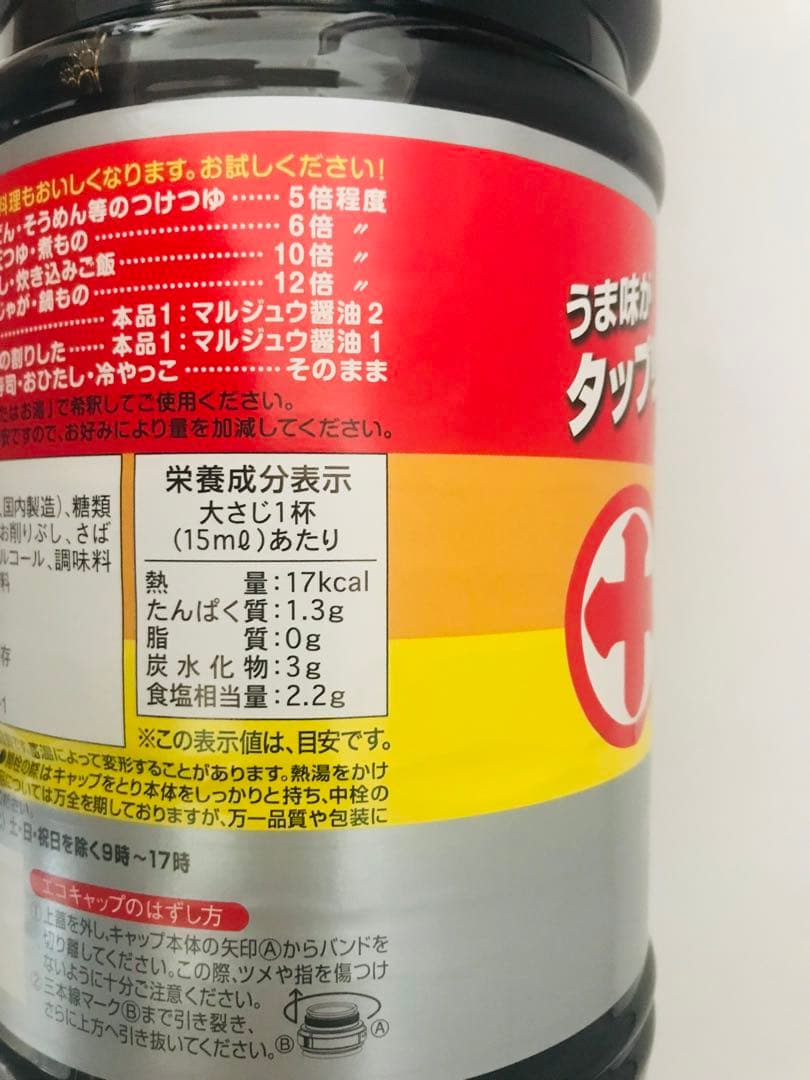 料理もおいしくなります。お試しください!
どん・そうめん等のつけつゆ……5倍程度
つゆ・煮もの……………………6倍 〃
し・炊き込みご飯………………10倍 〃
じゃが・鍋もの…………………12倍 〃
…………本品1:マルジュウ醤油2
の割りした……本品1:マルジュウ醤油1
寿司・おひたし・冷やっこ…………そのまま
たはお湯」で希釈してご使用ください。
安ですので、お好みにより量を加減してください。
うま味が
タップ
国内製造)、糖類
お削りぶし、さば
ルコール、調味料
料
存
栄養成分表示
大さじ1杯
(15mℓ)あたり
熱量:17kcal
たんぱく質:1.3g
脂質:0g
炭水化物:3g
食塩相当量:2.2g
※この表示値は、目安です。
温によって変形することがあります。熱湯をかけ
●開栓の際はキャップをとり本体をしっかりと持ち、中栓の
については万全を期しておりますが、万一品質や包装に
土・日・祝日を除く9時~17時
エコキャップのはずし方
①上蓋を外し、キャップ本体の矢印Ⓐからバンドを
切り離してください。この際、ツメや指を傷つけ
ないように十分ご注意ください。
②三本線マークⒷまで引き裂き、
さらに上方へ引き抜いてください。
Ⓑ Ⓐ
十